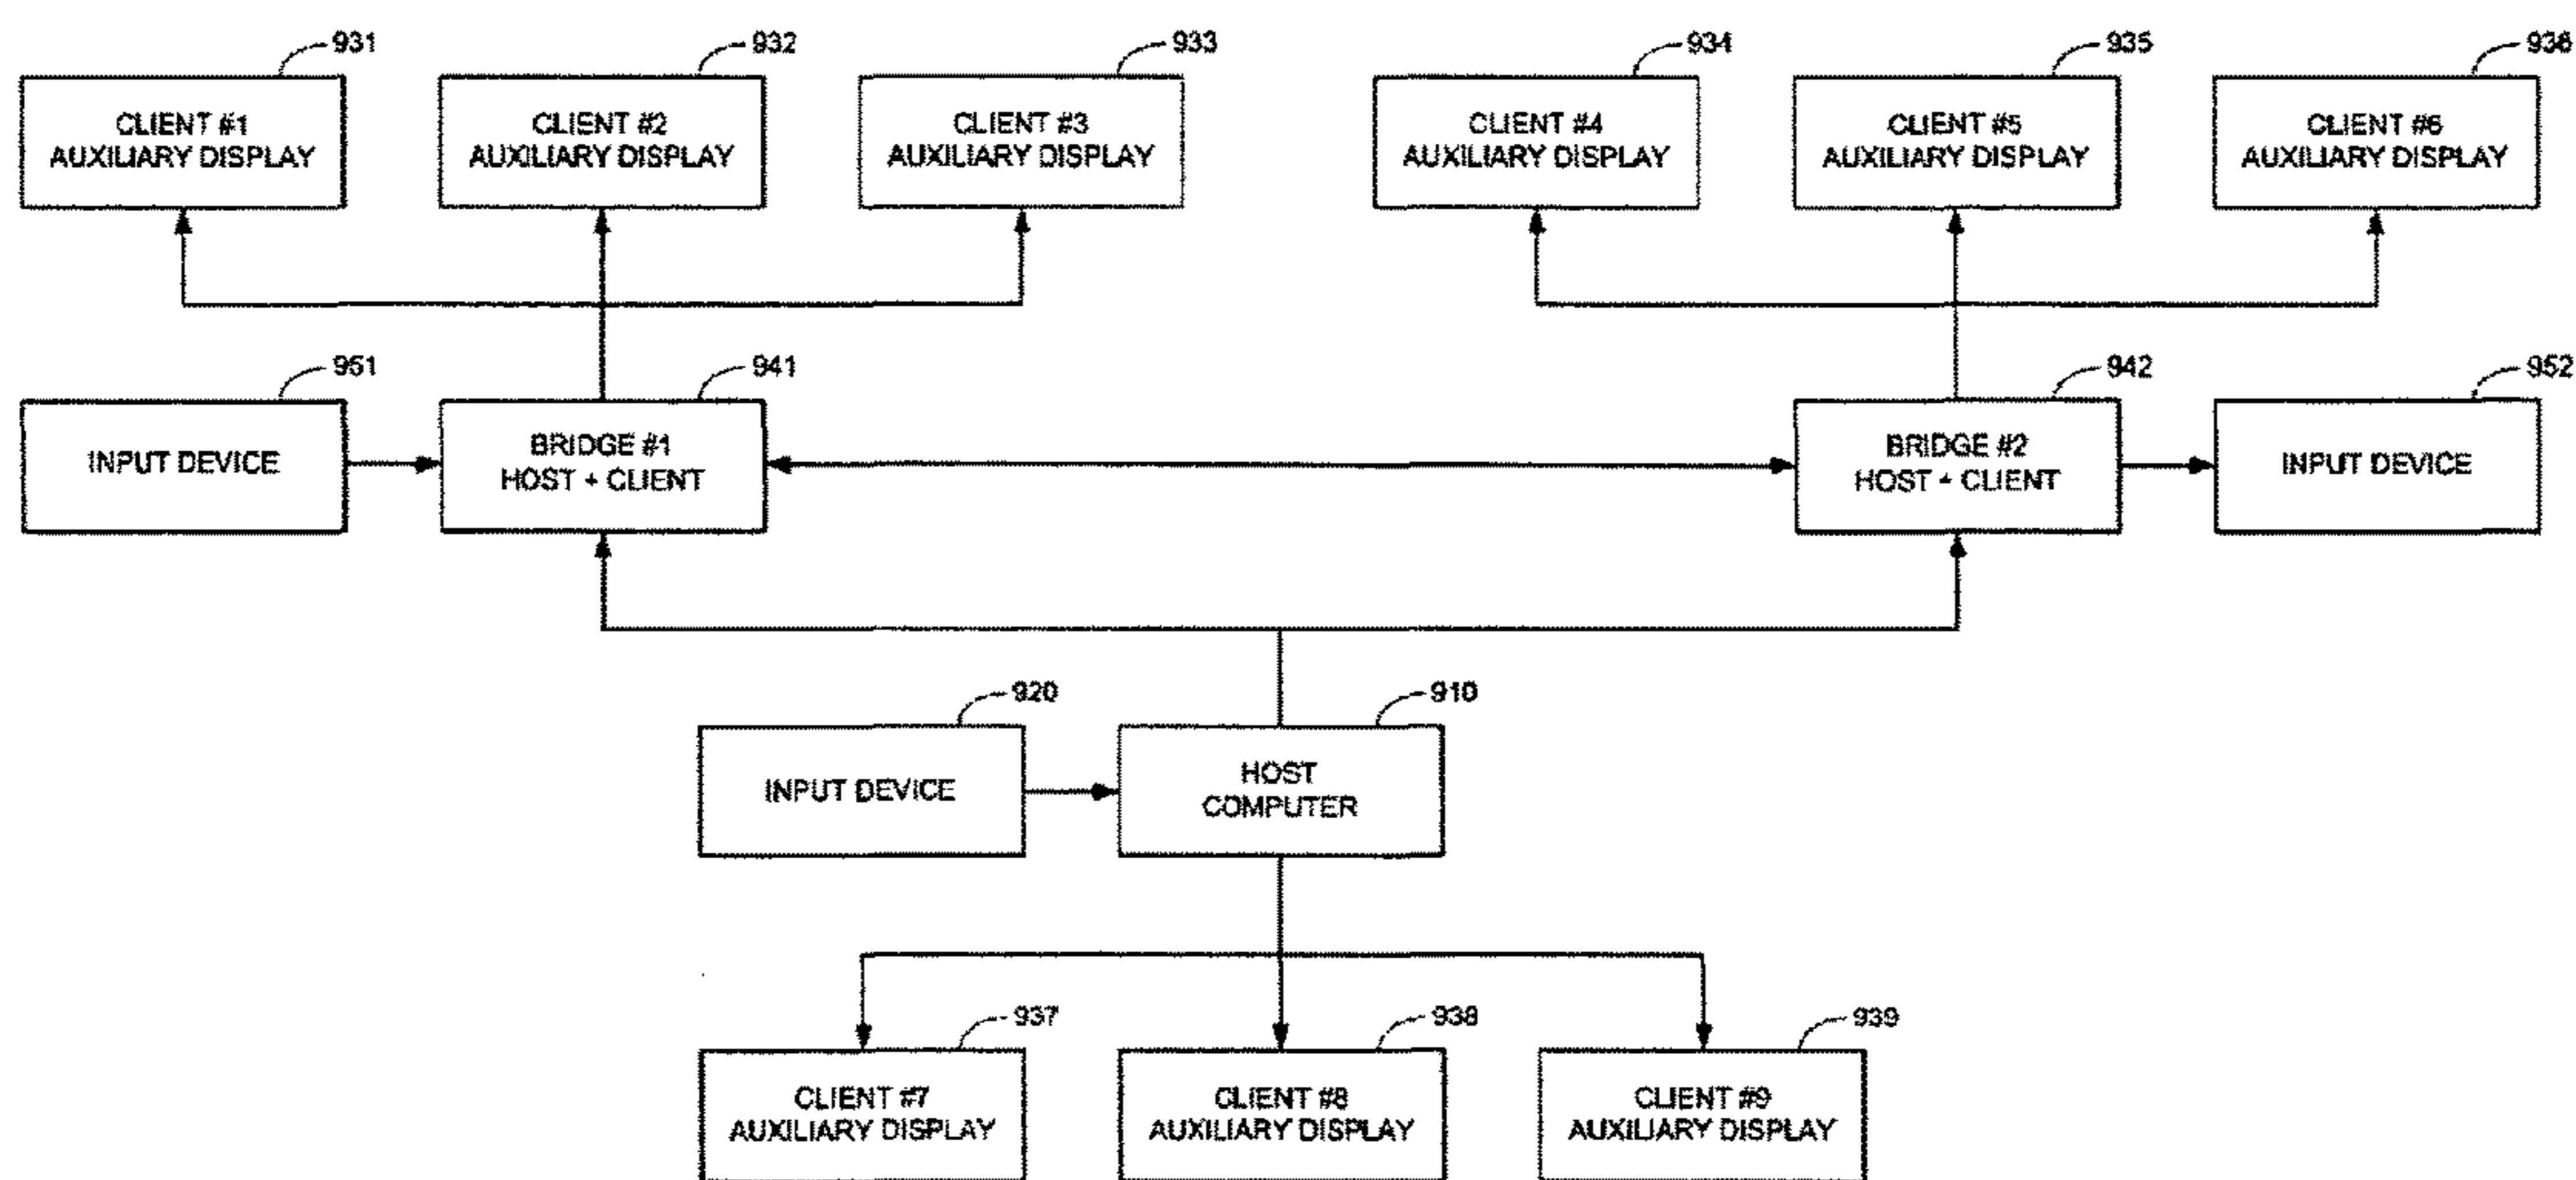 931
932
933
934
935
936
CLIENT #1
AUXILIARY DISPLAY
CLIENT #2
AUXILIARY DISPLAY
CLIENT #3
AUXILIARY DISPLAY
CLIENT #4
AUXILIARY DISPLAY
CLIENT #5
AUXILIARY DISPLAY
CLIENT #6
AUXILIARY DISPLAY
951
941
942
952
INPUT DEVICE
BRIDGE #1
HOST + CLIENT
BRIDGE #2
HOST + CLIENT
INPUT DEVICE
920
910
INPUT DEVICE
HOST
COMPUTER
937
938
939
CLIENT #7
AUXILIARY DISPLAY
CLIENT #8
AUXILIARY DISPLAY
CLIENT #9
AUXILIARY DISPLAY